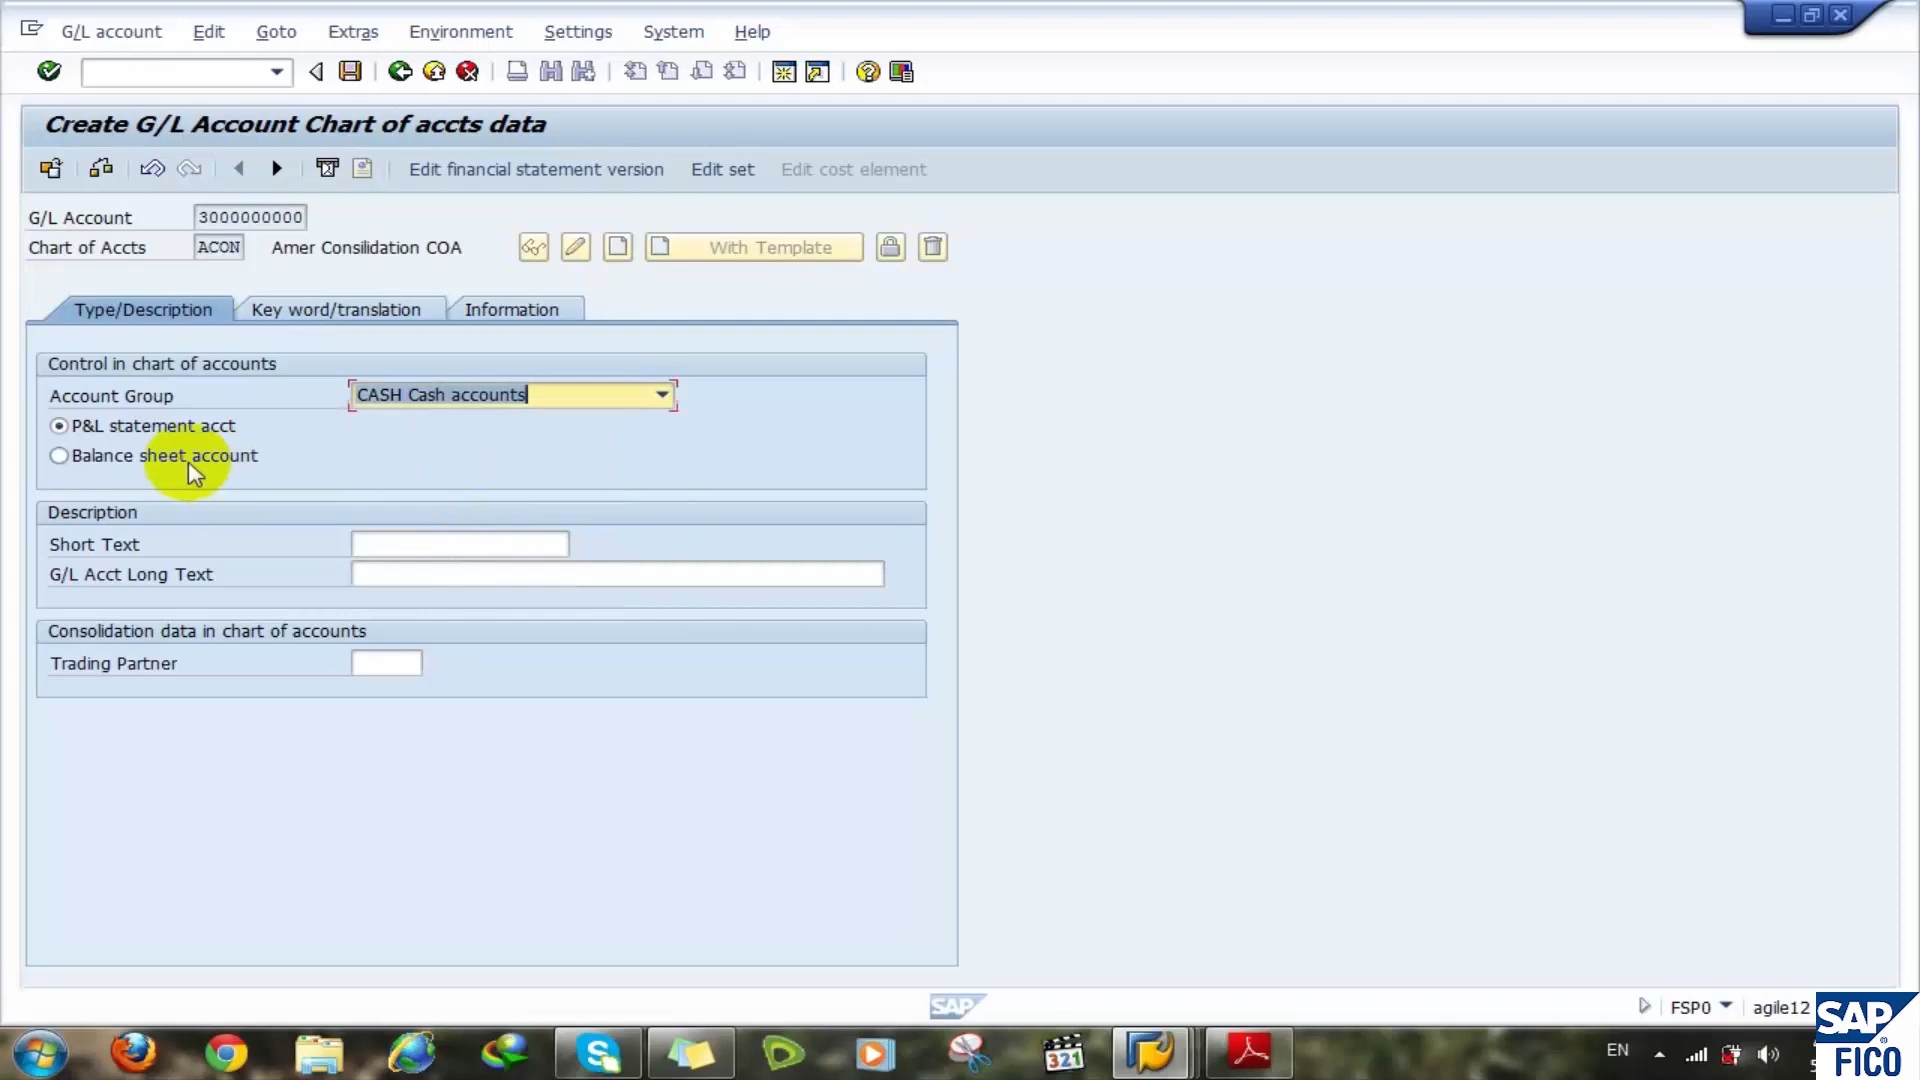 G/L account Edit Goto Extras Environment Settings System Help
Create G/L Account Chart of accts data
Edit financial statement version Edit set Edit cost element
G/L Account 3000000000
Chart of Accts ACON Amer Consilidation COA With Template
Type/Description Key word/translation Information
Control in chart of accounts
Account Group CASH Cash accounts
P&L statement acct
Balance sheet account
Description
Short Text
G/L Acct Long Text
Consolidation data in chart of accounts
Trading Partner
SAP
FSP0 agile12
321
EN
SAP
FICO